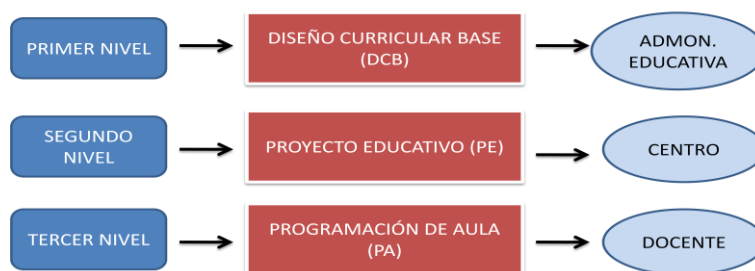 PRIMER NIVEL
DISEÑO CURRICULAR BASE
(DCB)
ADMON.
EDUCATIVA
SEGUNDO
NIVEL
PROYECTO EDUCATIVO (PE)
CENTRO
TERCER NIVEL
PROGRAMACIÓN DE AULA
(PA)
DOCENTE